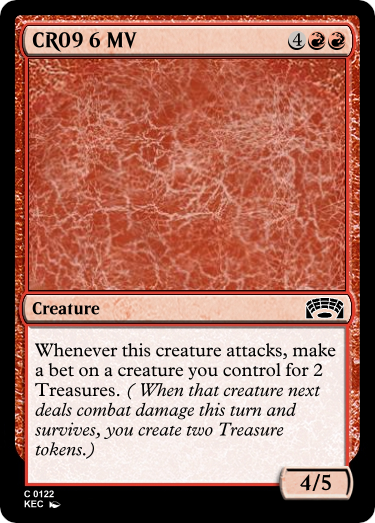 CR09 6 MV 4
Creature
Whenever this creature attacks, make
a bet on a creature you control for 2
Treasures. ( When that creature next
deals combat damage this turn and
survives, you create two Treasure
tokens.)
4/5
C 0122
KEC